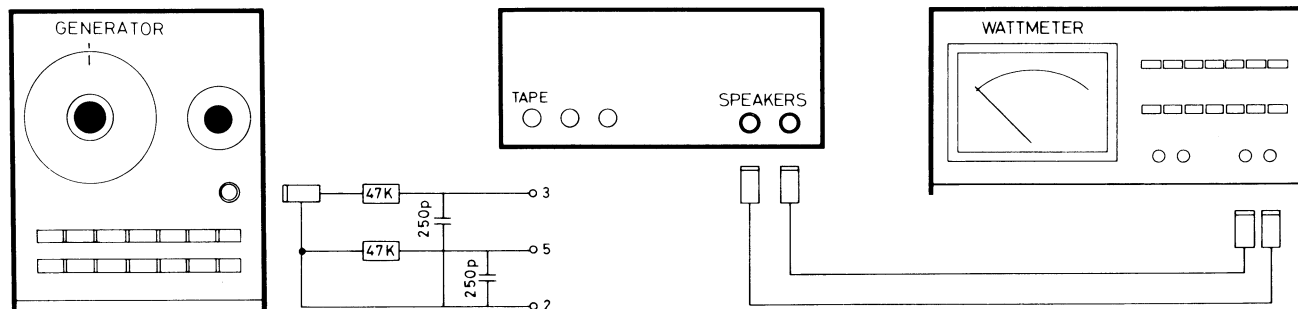 GENERATOR
WATTMETER
TAPE
SPEAKERS
47K
3
250p
47K
5
250p
2